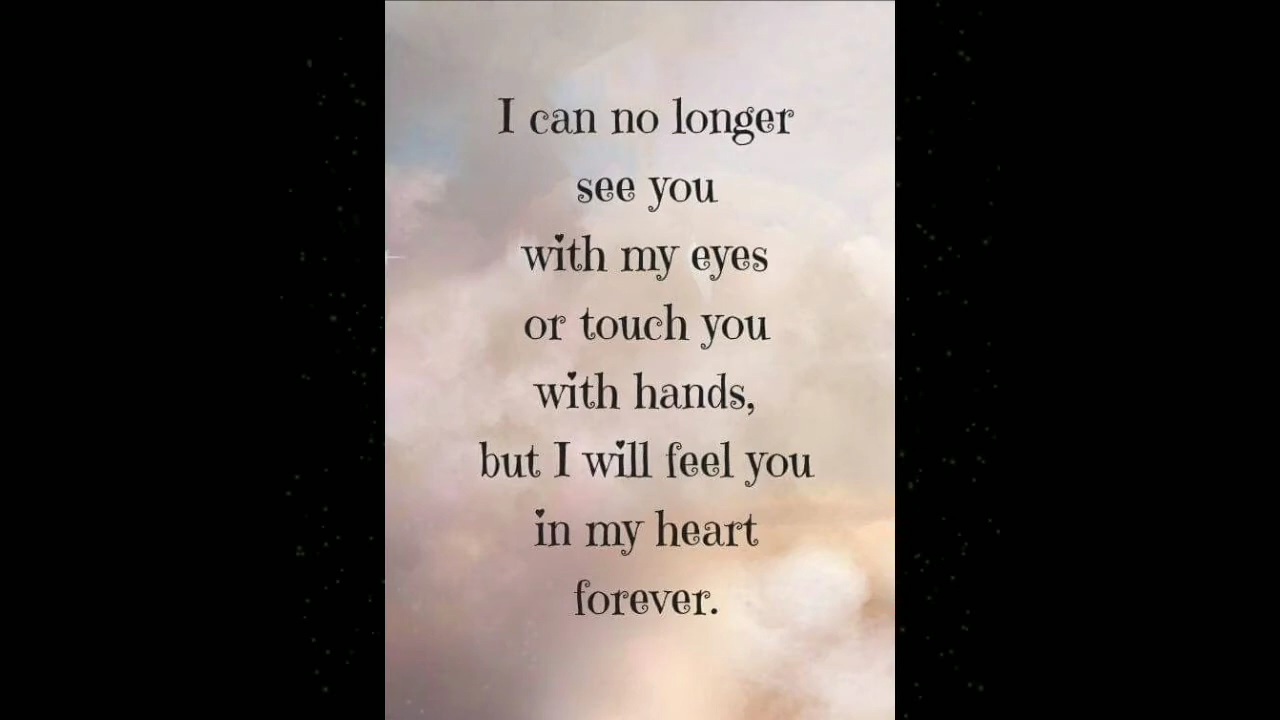 I can no longer
see you
with my eyes
or touch you
with hands,
but I will feel you
in my heart
forever.